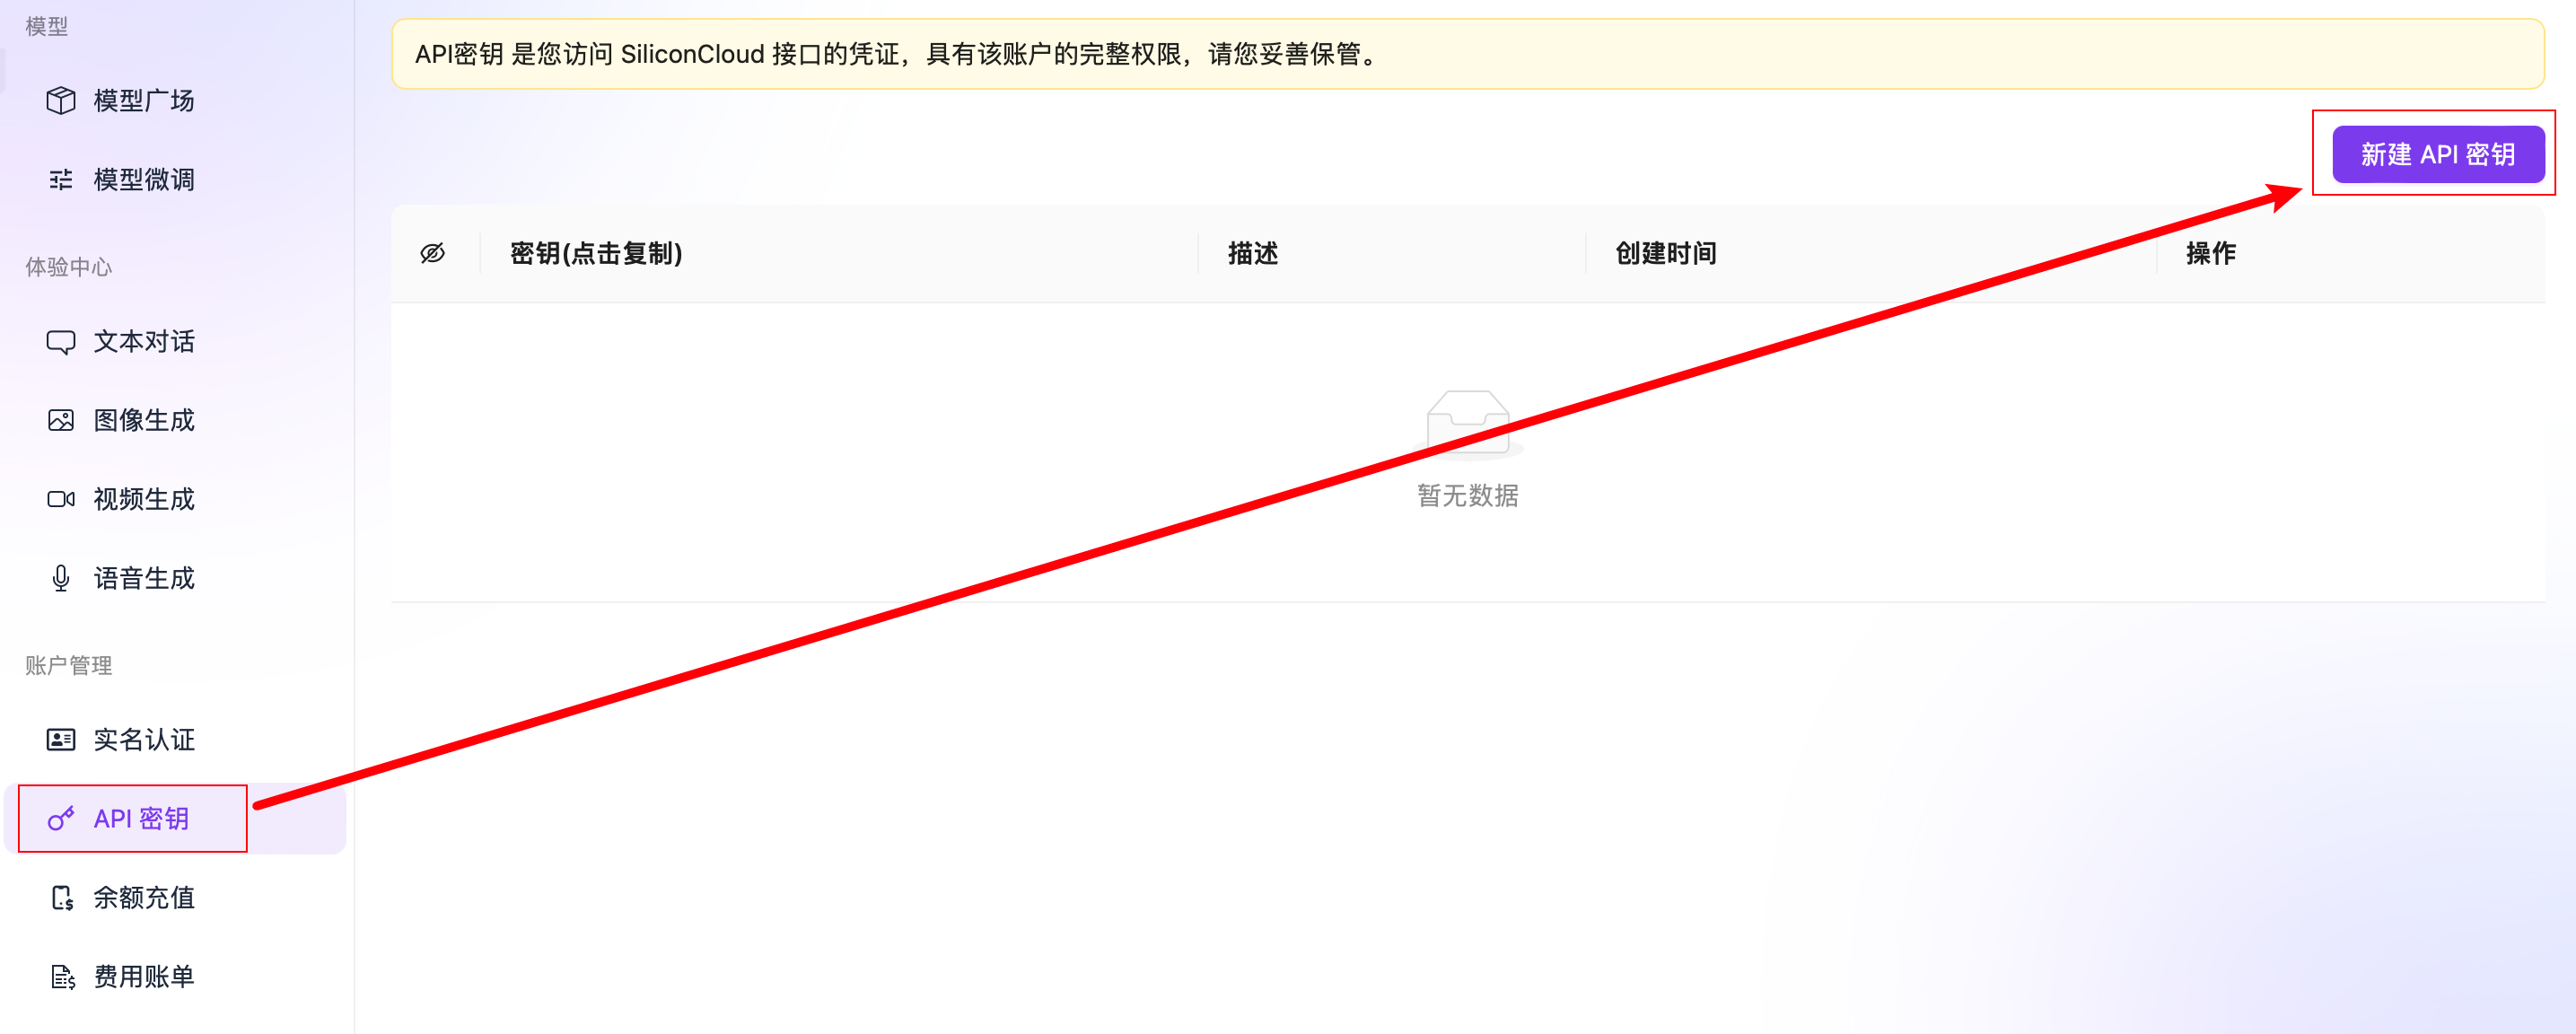 模型
模型广场
模型微调
体验中心
文本对话
图像生成
视频生成
语音生成
账户管理
实名认证
API 密钥
余额充值
费用账单
API密钥 是您访问 SiliconCloud 接口的凭证，具有该账户的完整权限，请您妥善保管。
新建 API 密钥
密钥(点击复制) 描述 创建时间 操作
暂无数据